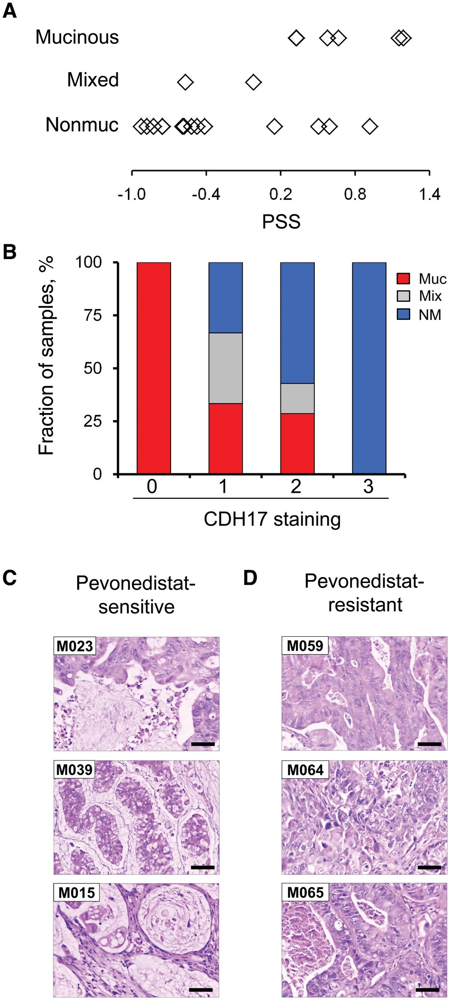 A
Mucinous
Mixed
Nonmuc
-1.0 -0.4 0.2 0.8 1.4
PSS
B
Fraction of samples, %
100
75
50
25
0
Muc
Mix
NM
0 1 2 3
CDH17 staining
C
Pevonedistat-
sensitive
M023
M039
M015
D
Pevonedistat-
resistant
M059
M064
M065